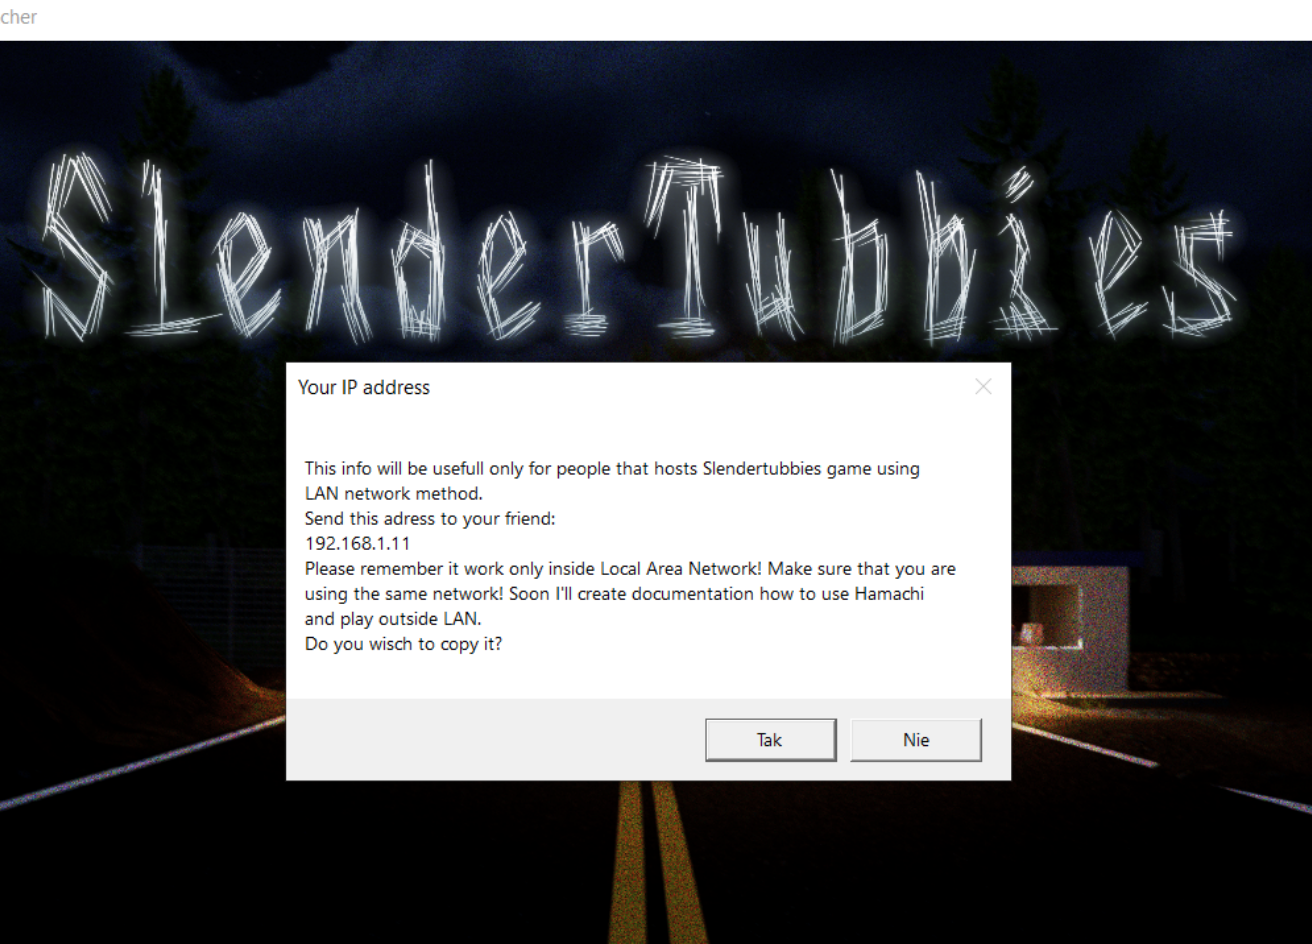 cher
SlenderTubbies
Your IP address
This info will be usefull only for people that hosts Slendertubbies game using
LAN network method.
Send this adress to your friend:
192.168.1.11
Please remember it work only inside Local Area Network! Make sure that you are
using the same network! Soon I'll create documentation how to use Hamachi
and play outside LAN.
Do you wisch to copy it?
Tak Nie